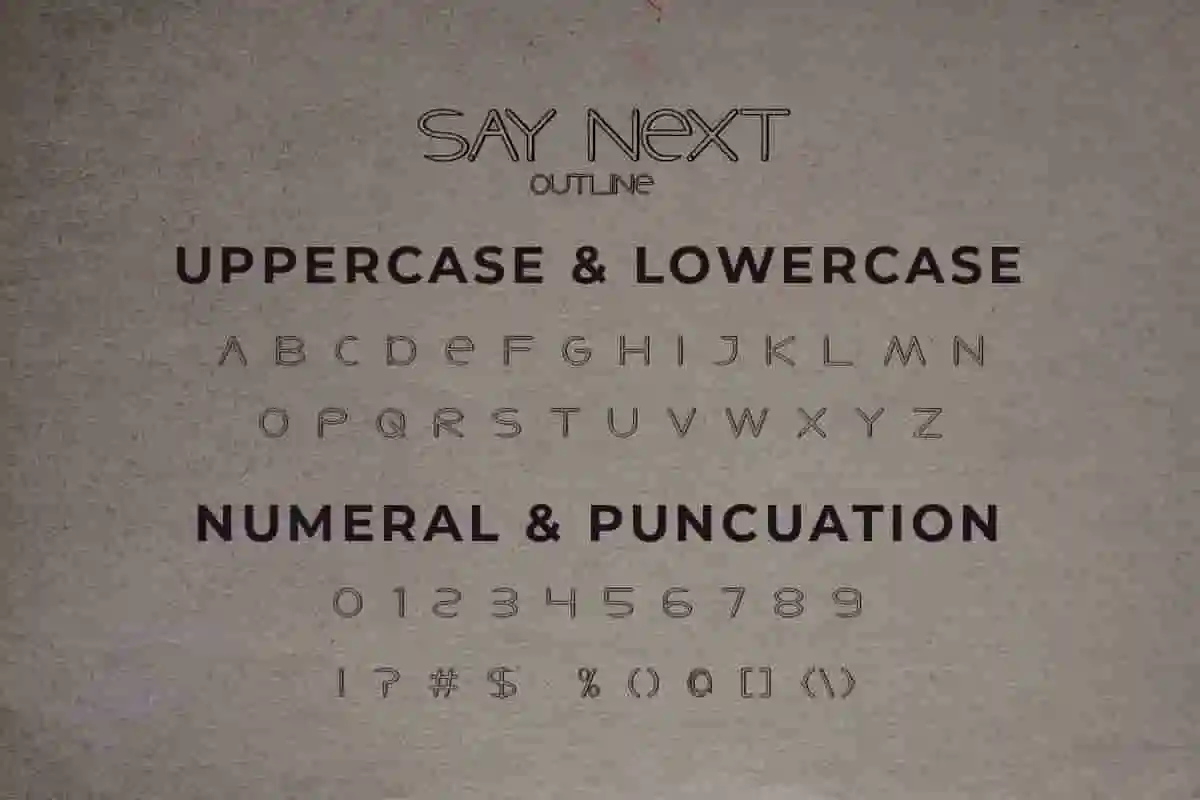 SAY NeXT
OUTLINe
UPPERCASE & LOWERCASE
A B C D e F G H I J K L M N
O P Q R S T U V W X Y Z
NUMERAL & PUNCUATION
0 1 2 3 4 5 6 7 8 9
! ? # $ % ( ) @ [ ] { \ }